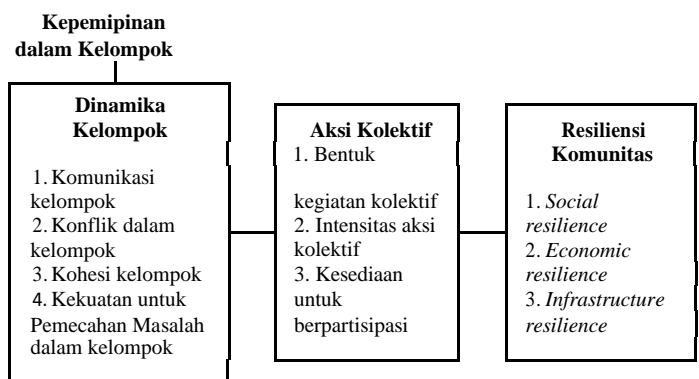 Kepemipinan
dalam Kelompok
Dinamika
Kelompok
1. Komunikasi
kelompok
2. Konflik dalam
kelompok
3. Kohesi kelompok
4. Kekuatan untuk
Pemecahan Masalah
dalam kelompok
Aksi Kolektif
1. Bentuk
kegiatan kolektif
2. Intensitas aksi
kolektif
3. Kesediaan
untuk
berpartisipasi
Resiliensi
Komunitas
1. Social
resilience
2. Economic
resilience
3. Infrastructure
resilience